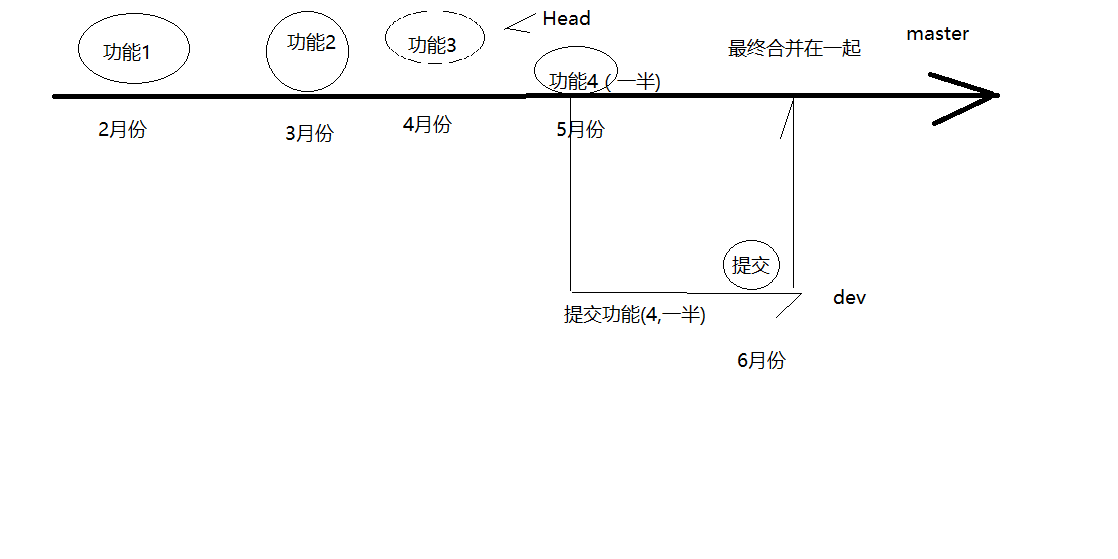 功能1
功能2
功能3
Head
功能4 ( 一半)
最终合并在一起
master
2月份
3月份
4月份
5月份
提交
提交功能(4,一半)
dev
6月份